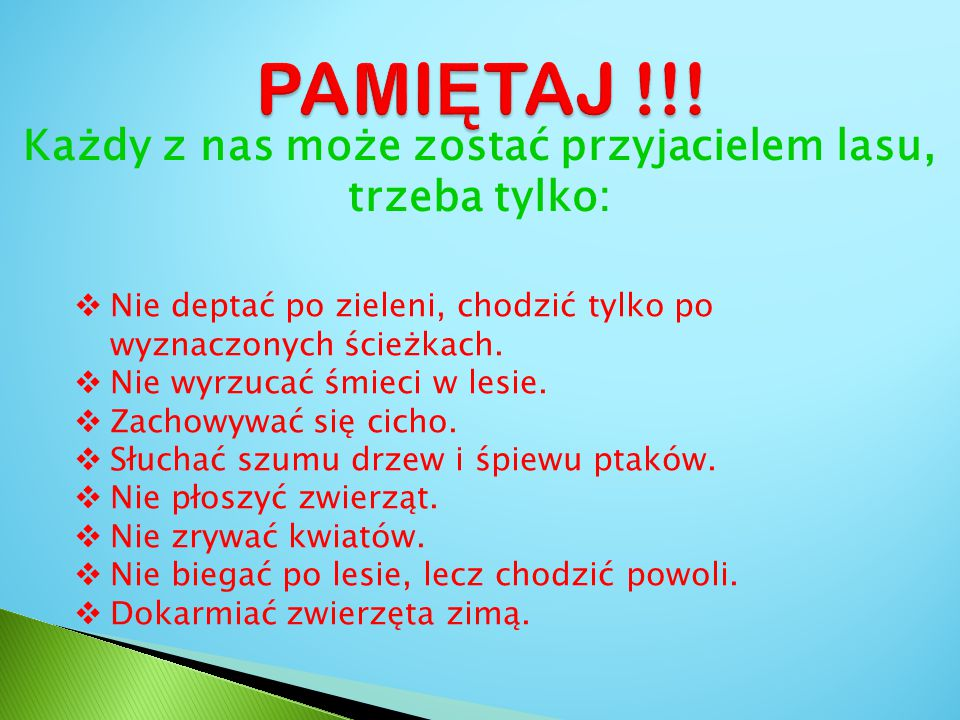 PAMIĘTAJ !!!
Każdy z nas może zostać przyjacielem lasu,
trzeba tylko:
❖ Nie deptać po zieleni, chodzić tylko po
wyznaczonych ścieżkach.
❖ Nie wyrzucać śmieci w lesie.
❖ Zachowywać się cicho.
❖ Słuchać szumu drzew i śpiewu ptaków.
❖ Nie płoszyć zwierząt.
❖ Nie zrywać kwiatów.
❖ Nie biegać po lesie, lecz chodzić powoli.
❖ Dokarmiać zwierzęta zimą.